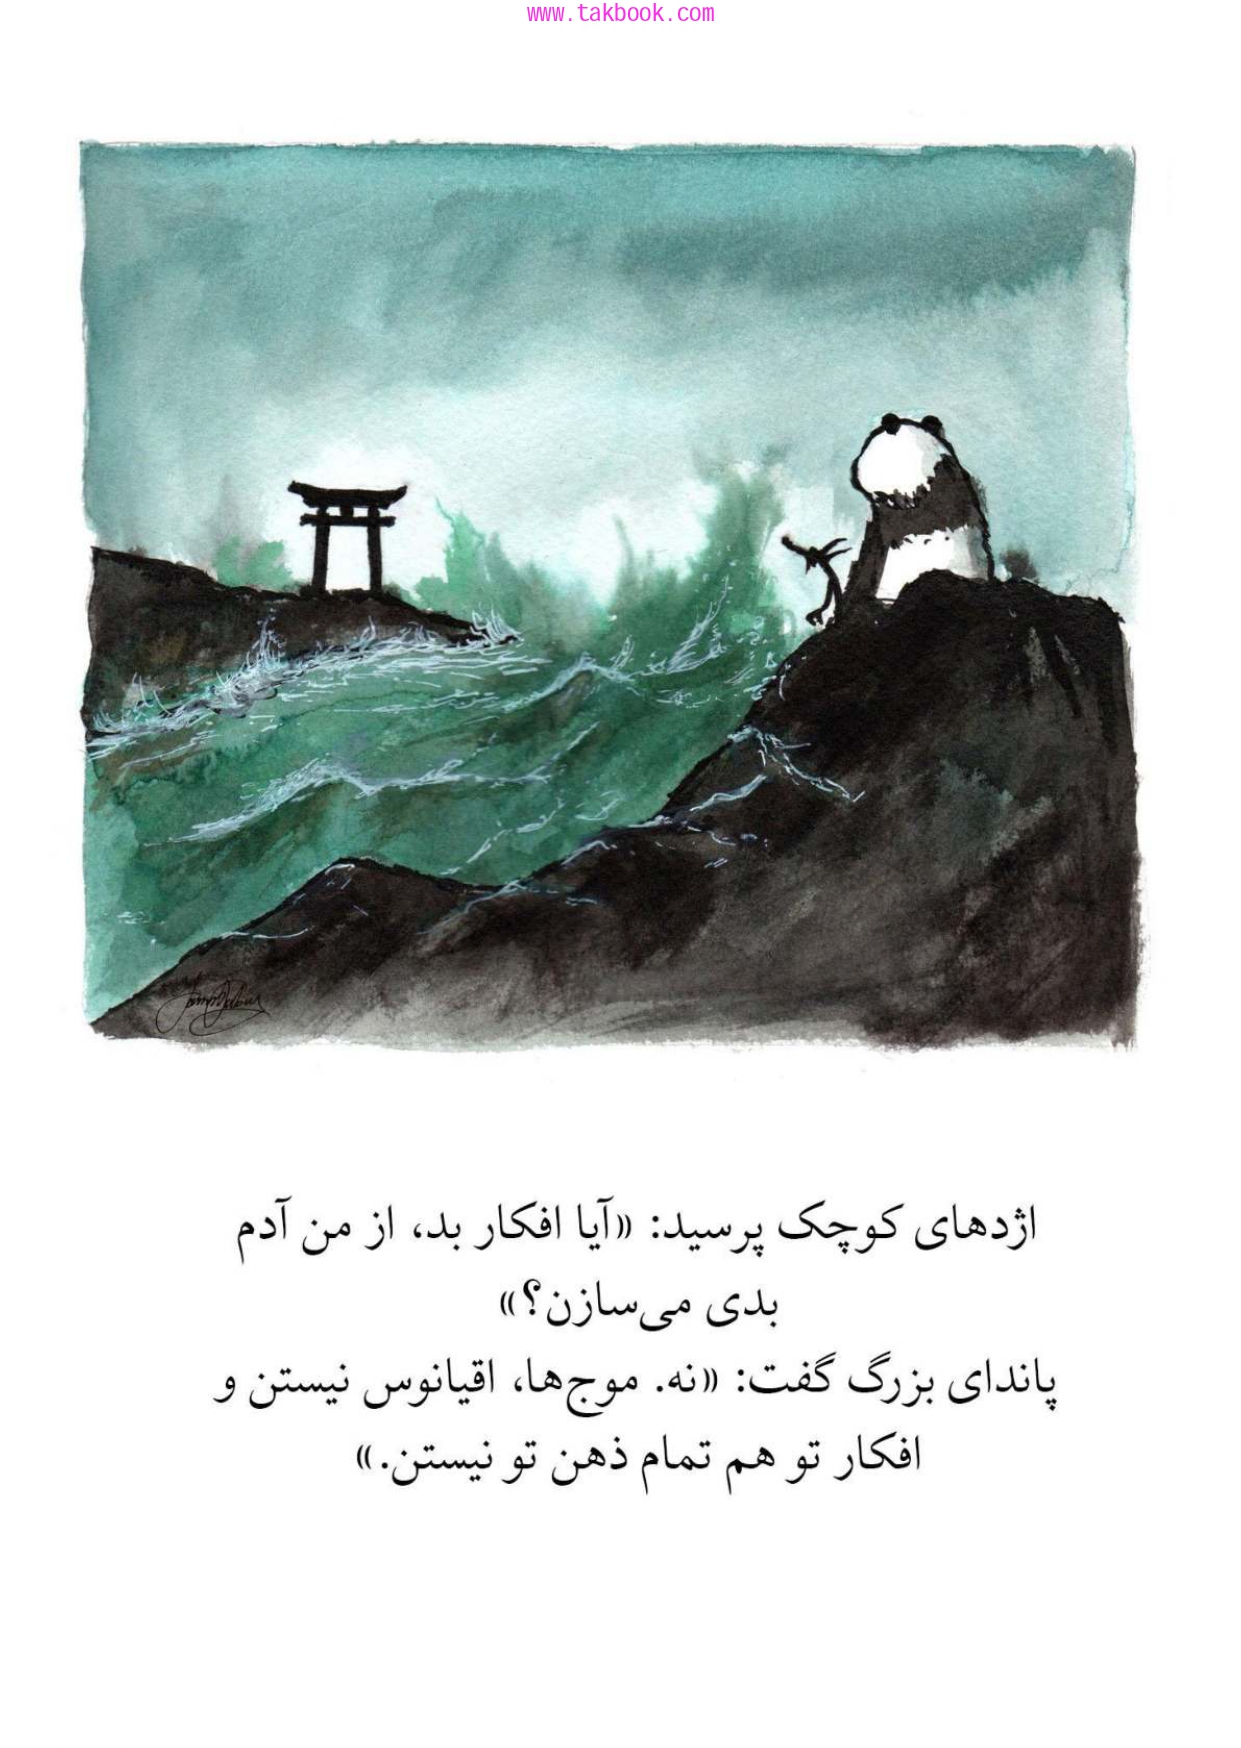 www.takbook.com
اژدهای کوچک پرسید: «آیا افکار بد، از من آدم
بدی می‌سازن؟»
پاندای بزرگ گفت: «نه. موج‌ها، اقیانوس نیستن و
افکار تو هم تمام ذهن تو نیستن.»